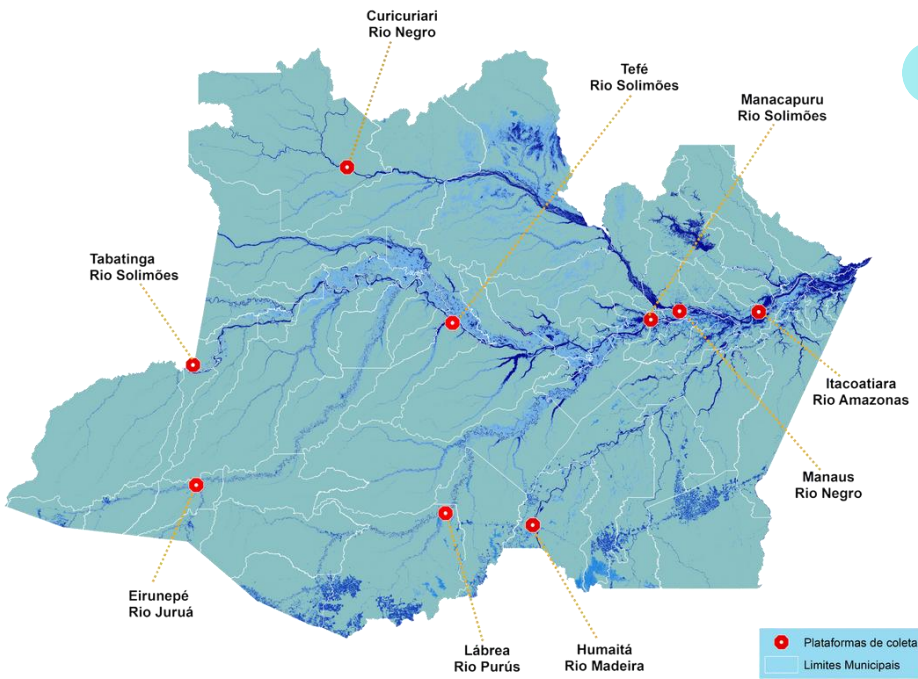 Curicuriari
Rio Negro
Tefé
Rio Solimões
Manacapuru
Rio Solimões
Tabatinga
Rio Solimões
Itacoatiara
Rio Amazonas
Manaus
Rio Negro
Eirunepé
Rio Juruá
Lábrea
Rio Purús
Humaitá
Rio Madeira
Plataformas de coleta
Limites Municipais